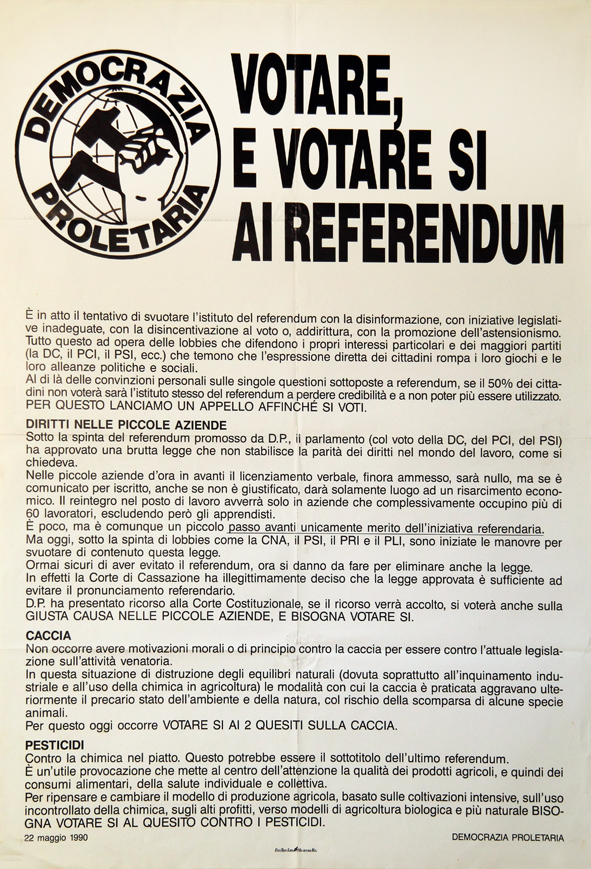 DEMOCRAZIA
PROLETARIA
VOTARE,
E VOTARE SI
AI REFERENDUM
È in atto il tentativo di svuotare l'istituto del referendum con la disinformazione, con iniziative legislati-
ve inadeguate, con la disincentivazione al voto o, addirittura, con la promozione dell'astensionismo.
Tutto questo ad opera delle lobbies che difendono i propri interessi particolari e dei maggiori partiti
(la DC, il PCI, il PSI, ecc.) che temono che l'espressione diretta dei cittadini rompa i loro giochi e le
loro alleanze politiche e sociali.
Al di là delle convinzioni personali sulle singole questioni sottoposte a referendum, se il 50% dei citta-
dini non voterà sarà l'istituto stesso del referendum a perdere credibilità e a non poter più essere utilizzato.
PER QUESTO LANCIAMO UN APPELLO AFFINCHÉ SI VOTI.
DIRITTI NELLE PICCOLE AZIENDE
Sotto la spinta del referendum promosso da D.P., il parlamento (col voto della DC, del PCI, del PSI)
ha approvato una brutta legge che non stabilisce la parità dei diritti nel mondo del lavoro, come si
chiedeva.
Nelle piccole aziende d'ora in avanti il licenziamento verbale, finora ammesso, sarà nullo, ma se è
comunicato per iscritto, anche se non è giustificato, darà solamente luogo ad un risarcimento econo-
mico. Il reintegro nel posto di lavoro avverrà solo in aziende che complessivamente occupino più di
60 lavoratori, escludendo però gli apprendisti.
È poco, ma è comunque un piccolo passo avanti unicamente merito dell'iniziativa referendaria.
Ma oggi, sotto la spinta di lobbies come la CNA, il PSI, il PRI e il PLI, sono iniziate le manovre per
svuotare di contenuto questa legge.
Ormai sicuri di aver evitato il referendum, ora si danno da fare per eliminare anche la legge.
In effetti la Corte di Cassazione ha illegittimamente deciso che la legge approvata è sufficiente ad
evitare il pronunciamento referendario.
D.P. ha presentato ricorso alla Corte Costituzionale, se il ricorso verrà accolto, si voterà anche sulla
GIUSTA CAUSA NELLE PICCOLE AZIENDE, E BISOGNA VOTARE SI.
CACCIA
Non occorre avere motivazioni morali o di principio contro la caccia per essere contro l'attuale legisla-
zione sull'attività venatoria.
In questa situazione di distruzione degli equilibri naturali (dovuta soprattutto all'inquinamento indu-
striale e all'uso della chimica in agricoltura) le modalità con cui la caccia è praticata aggravano ulte-
riormente il precario stato dell'ambiente e della natura, col rischio della scomparsa di alcune specie
animali.
Per questo oggi occorre VOTARE SI AI 2 QUESITI SULLA CACCIA.
PESTICIDI
Contro la chimica nel piatto. Questo potrebbe essere il sottotitolo dell'ultimo referendum.
È un'utile provocazione che mette al centro dell'attenzione la qualità dei prodotti agricoli, e quindi dei
consumi alimentari, della salute individuale e collettiva.
Per ripensare e cambiare il modello di produzione agricola, basato sulle coltivazioni intensive, sull'uso
incontrollato della chimica, sugli alti profitti, verso modelli di agricoltura biologica e più naturale BISO-
GNA VOTARE SI AL QUESITO CONTRO I PESTICIDI.
22 maggio 1990
DEMOCRAZIA PROLETARIA